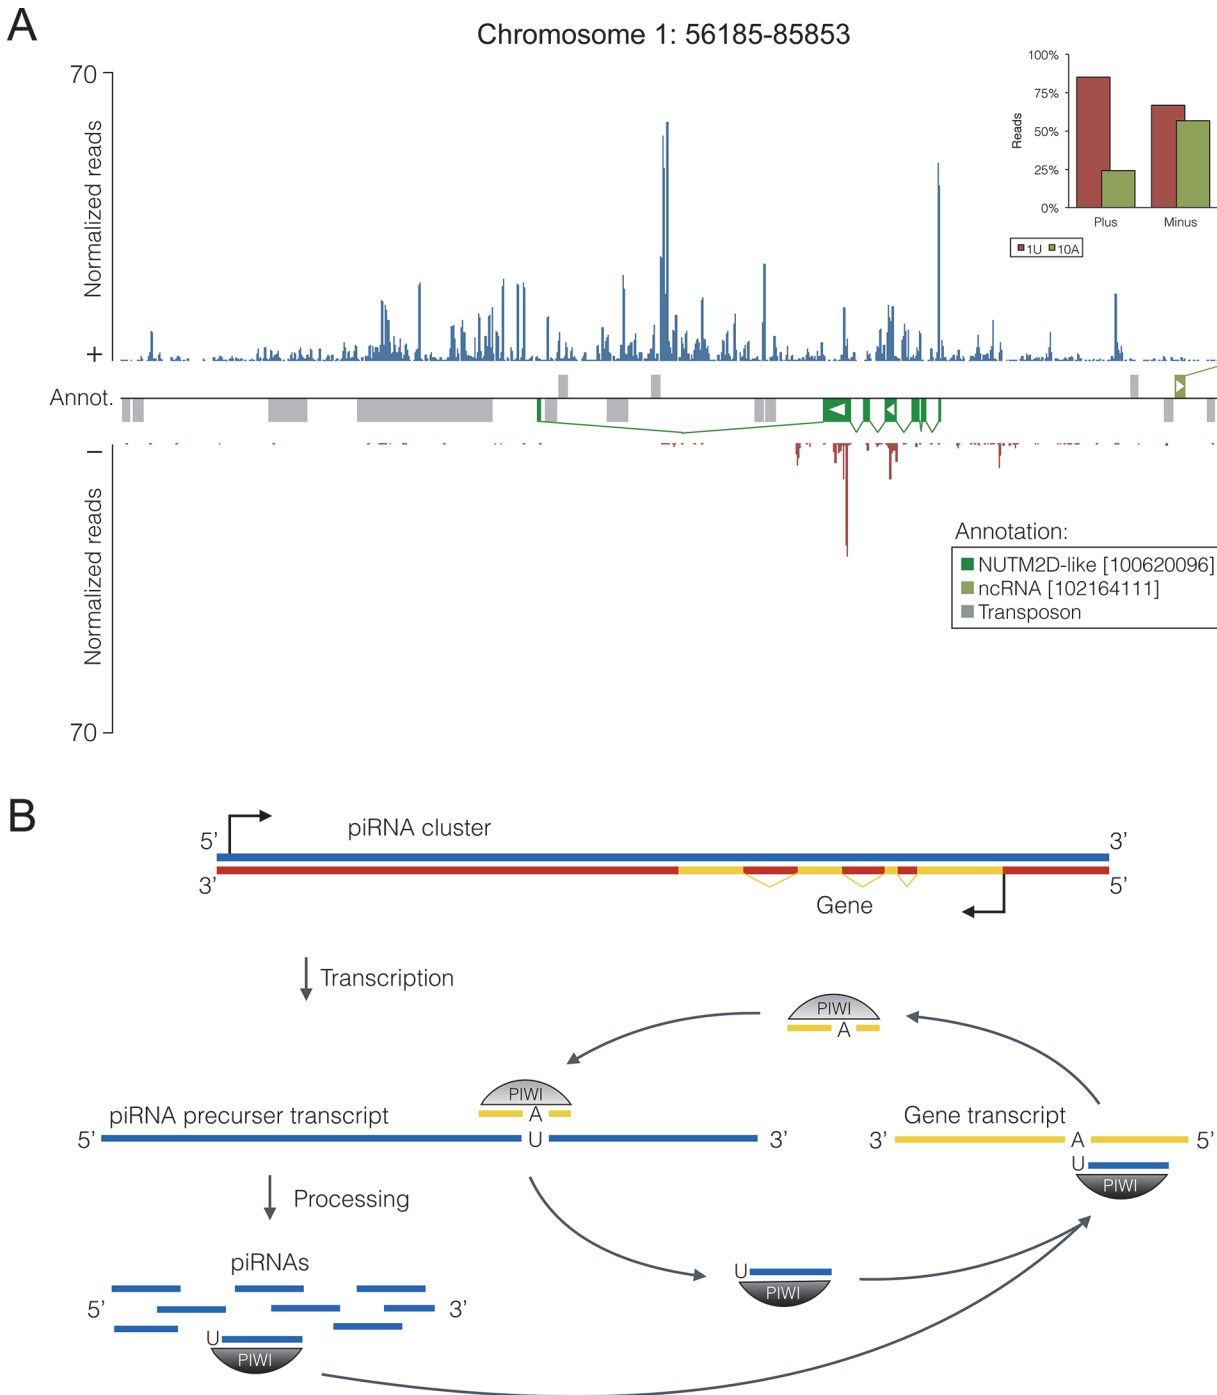 A
Chromosome 1: 56185-85853
70
Normalized reads
+
100%
75%
50%
25%
0%
Reads
Plus
Minus
1U
10A
Annot.
−
Normalized reads
70
Annotation:
NUTM2D-like [100620096]
ncRNA [102164111]
Transposon
B
piRNA cluster
5’
3’
3’
5’
Gene
Transcription
PIWI
A
PIWI
piRNA precurser transcript
A
Gene transcript
5’
U
3’
3’
A
5’
U
PIWI
Processing
piRNAs
U
PIWI
5’
3’
U
PIWI